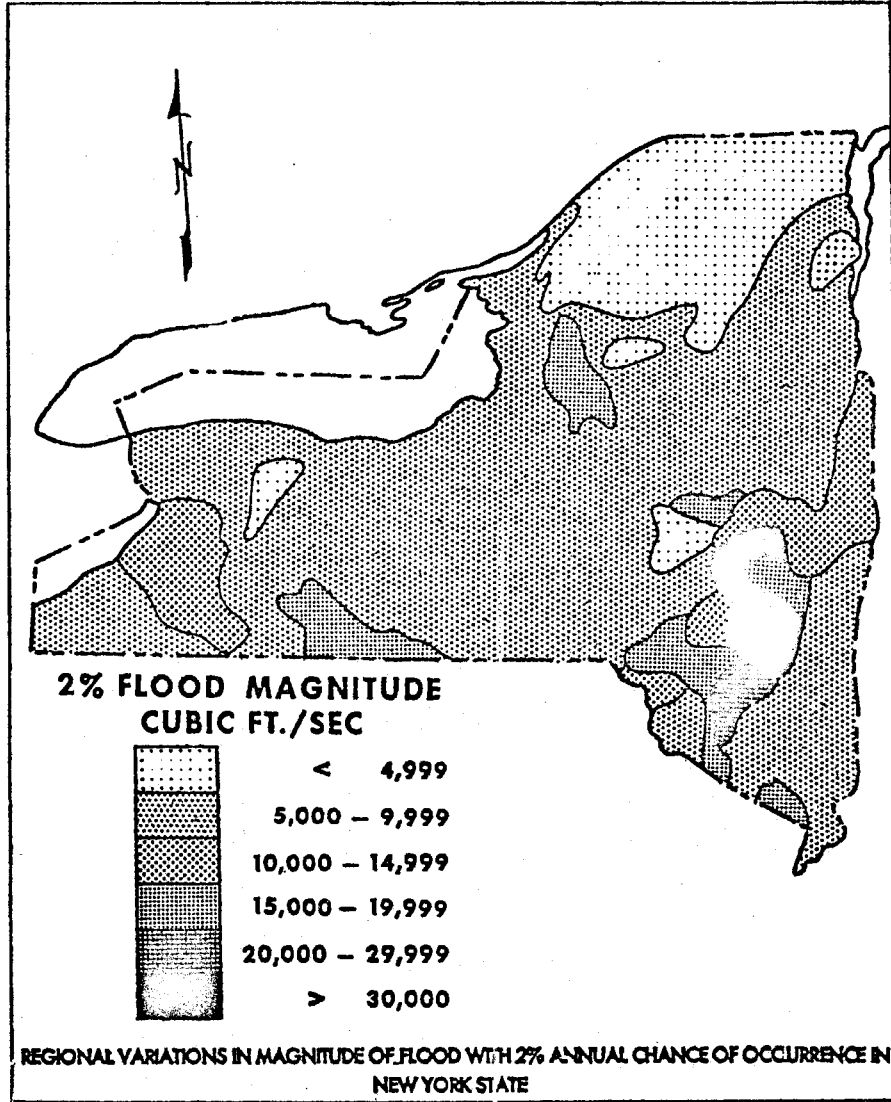 N
2% FLOOD MAGNITUDE
CUBIC FT./SEC
< 4,999
5,000 – 9,999
10,000 – 14,999
15,000 – 19,999
20,000 – 29,999
> 30,000
REGIONAL VARIATIONS IN MAGNITUDE OF FLOOD WITH 2% ANNUAL CHANCE OF OCCURRENCE IN
NEW YORK STATE